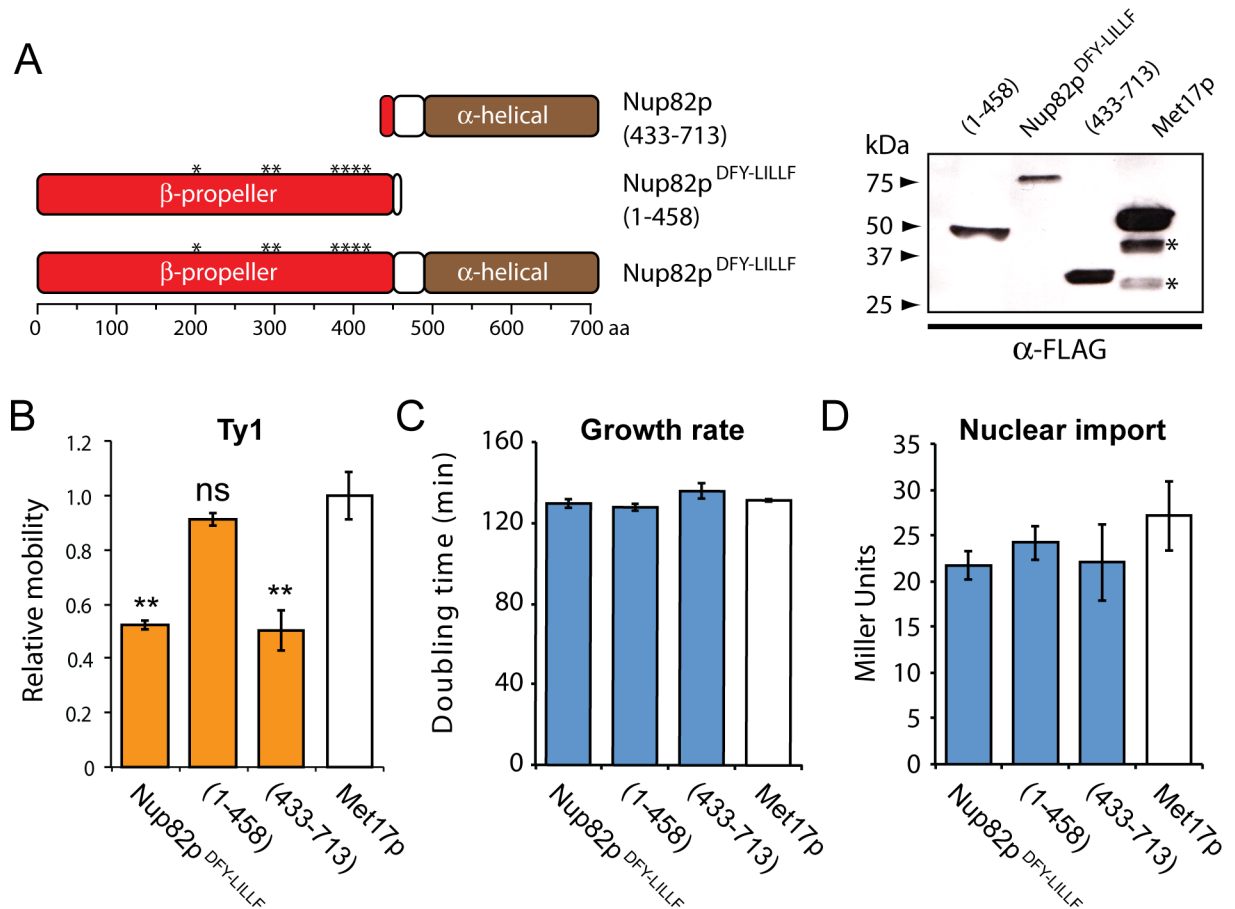 A
α-helical
Nup82p
(433-713)
* ** ****
β-propeller
Nup82p DFY-LILLF
(1-458)
* ** ****
β-propeller
α-helical
Nup82p DFY-LILLF
0 100 200 300 400 500 600 700 aa
(1-458)
Nup82p DFY-LILLF
(433-713)
Met17p
kDa
75
50
37
25
*
*
α-FLAG
B
Ty1
Relative mobility
1.2
1.0
0.8
0.6
0.4
0.2
0
**
ns
**
Nup82p DFY-LILLF
(1-458)
(433-713)
Met17p
C
Growth rate
Doubling time (min)
160
120
80
40
0
Nup82p DFY-LILLF
(1-458)
(433-713)
Met17p
D
Nuclear import
Miller Units
35
30
25
20
15
10
5
0
Nup82p DFY-LILLF
(1-458)
(433-713)
Met17p